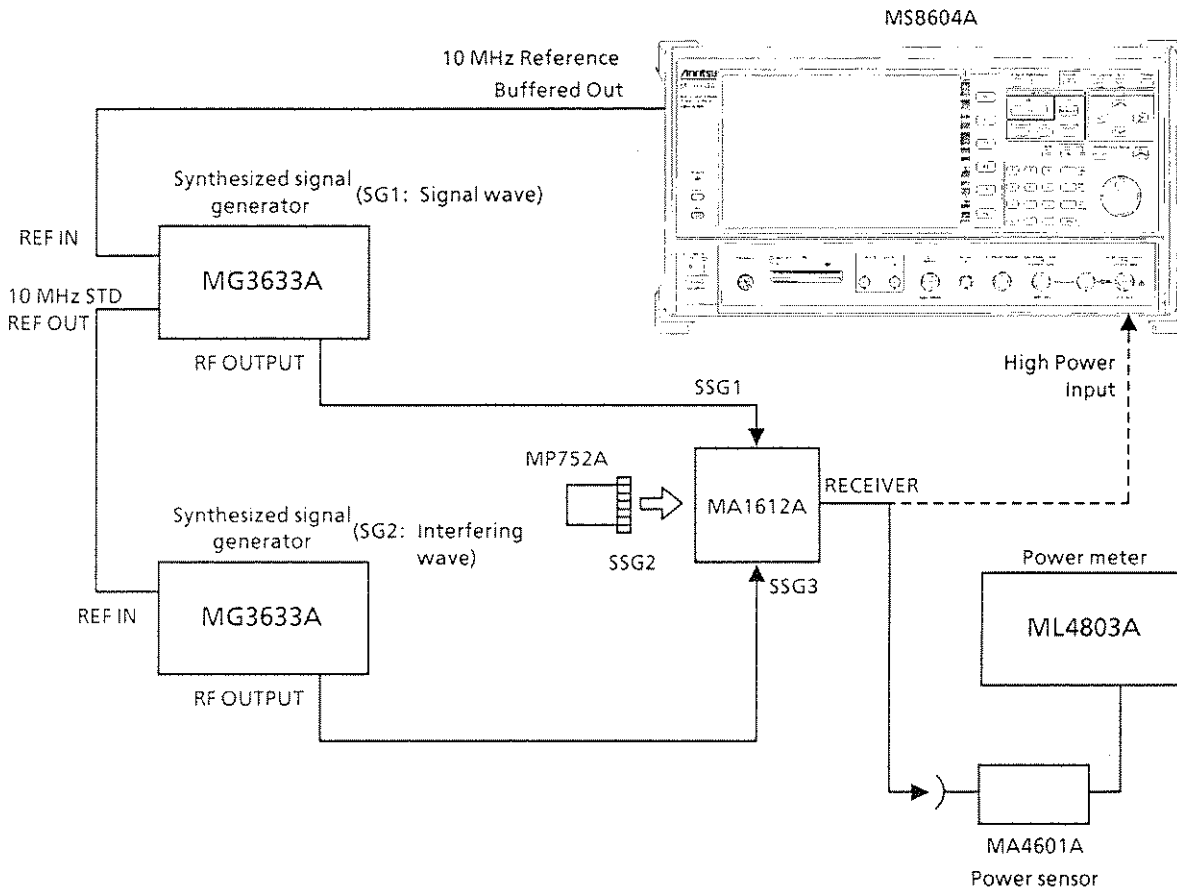 MS8604A
10 MHz Reference
Buffered Out
Anritsu
Synthesized signal
generator
(SG1: Signal wave)
REF IN
MG3633A
10 MHz STD
REF OUT
RF OUTPUT
High Power
Input
SSG1
MP752A
MA1612A
RECEIVER
SSG2
SSG3
Synthesized signal
generator
(SG2: Interfering
wave)
REF IN
MG3633A
RF OUTPUT
Power meter
ML4803A
MA4601A
Power sensor